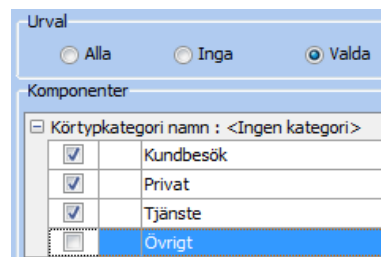 Urval
Alla Inga Valda
Komponenter
Körtypkategori namn : <Ingen kategori>
Kundbesök
Privat
Tjänste
Övrigt